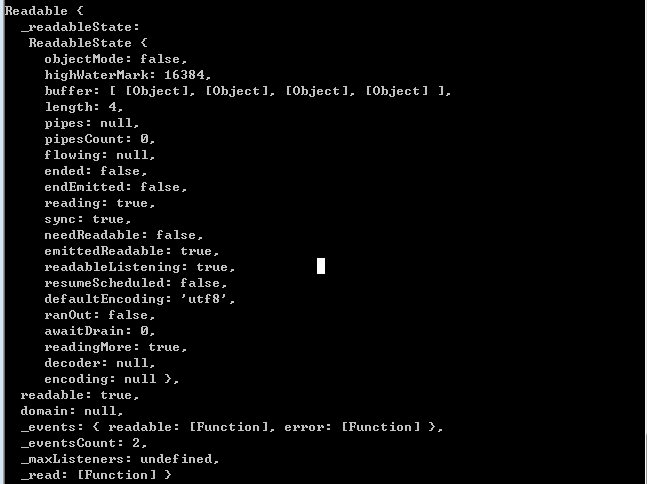 Readable {
  _readableState:
   ReadableState {
     objectMode: false,
     highWaterMark: 16384,
     buffer: [ [Object], [Object], [Object], [Object] ],
     length: 4,
     pipes: null,
     pipesCount: 0,
     flowing: null,
     ended: false,
     endEmitted: false,
     reading: true,
     sync: true,
     needReadable: false,
     emittedReadable: true,
     readableListening: true,
     resumeScheduled: false,
     defaultEncoding: 'utf8',
     ranOut: false,
     awaitDrain: 0,
     readingMore: true,
     decoder: null,
     encoding: null },
  readable: true,
  domain: null,
  _events: { readable: [Function], error: [Function] },
  _eventsCount: 2,
  _maxListeners: undefined,
  _read: [Function] }